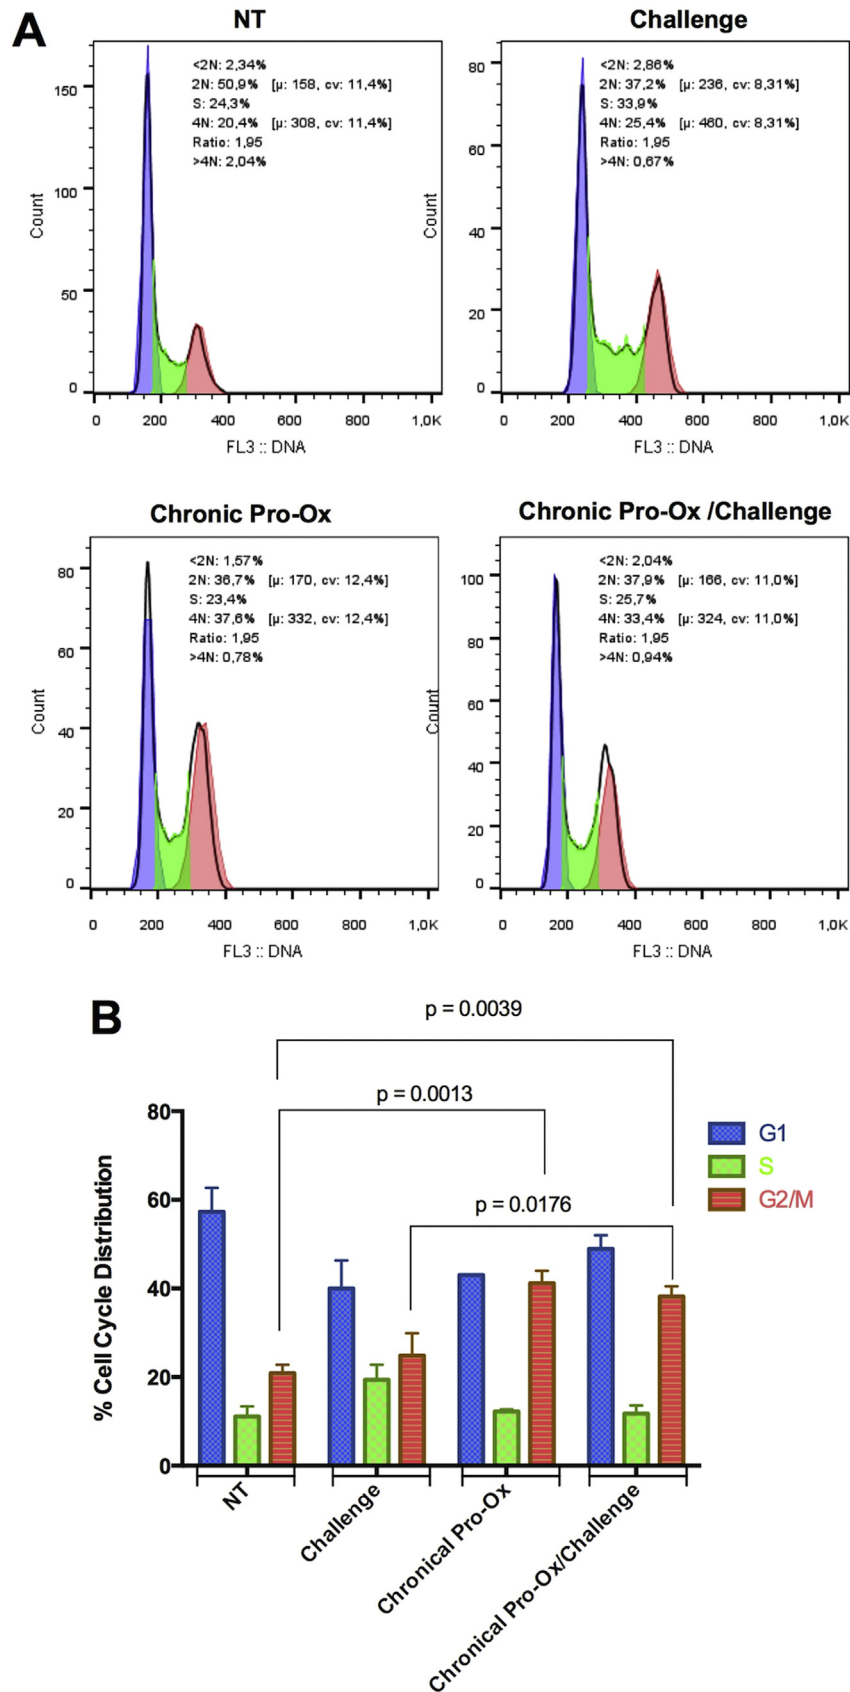 A
NT
Challenge
<2N: 2,34%
2N: 50,9% [µ: 158, cv: 11,4%]
S: 24,3%
4N: 20,4% [µ: 308, cv: 11,4%]
Ratio: 1,95
>4N: 2,04%
Count
150
100
50
0
0 200 400 600 800 1,0K
FL3 :: DNA
<2N: 2,86%
2N: 37,2% [µ: 236, cv: 8,31%]
S: 33,9%
4N: 25,4% [µ: 460, cv: 8,31%]
Ratio: 1,95
>4N: 0,67%
Count
80
60
40
20
0
0 200 400 600 800 1,0K
FL3 :: DNA
Chronic Pro-Ox
Chronic Pro-Ox /Challenge
<2N: 1,57%
2N: 36,7% [µ: 170, cv: 12,4%]
S: 23,4%
4N: 37,6% [µ: 332, cv: 12,4%]
Ratio: 1,95
>4N: 0,78%
Count
80
60
40
20
0
0 200 400 600 800 1,0K
FL3 :: DNA
<2N: 2,04%
2N: 37,9% [µ: 166, cv: 11,0%]
S: 25,7%
4N: 33,4% [µ: 324, cv: 11,0%]
Ratio: 1,95
>4N: 0,94%
Count
100
80
60
40
20
0
0 200 400 600 800 1,0K
FL3 :: DNA
B
p = 0.0039
p = 0.0013
p = 0.0176
% Cell Cycle Distribution
80
60
40
20
0
G1
S
G2/M
NT
Challenge
Chronical Pro-Ox
Chronical Pro-Ox/Challenge